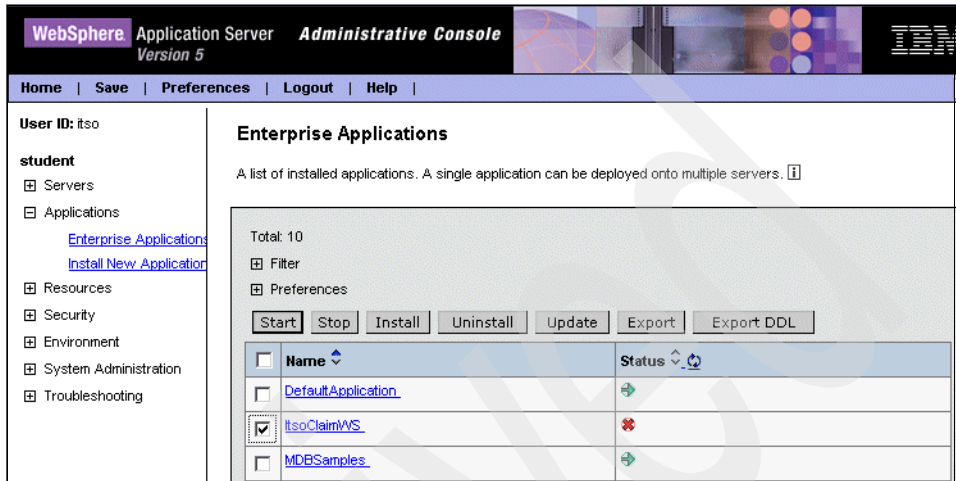 WebSphere Application Server Administrative Console
Version 5
IBM
Home | Save | Preferences | Logout | Help |
User ID: itso
student
Servers
Applications
Enterprise Applications
Install New Application
Resources
Security
Environment
System Administration
Troubleshooting
Enterprise Applications
A list of installed applications. A single application can be deployed onto multiple servers. i
Total: 10
Filter
Preferences
Start Stop Install Uninstall Update Export Export DDL
Name Status
DefaultApplication
ItsoClaimWS
MDBSamples